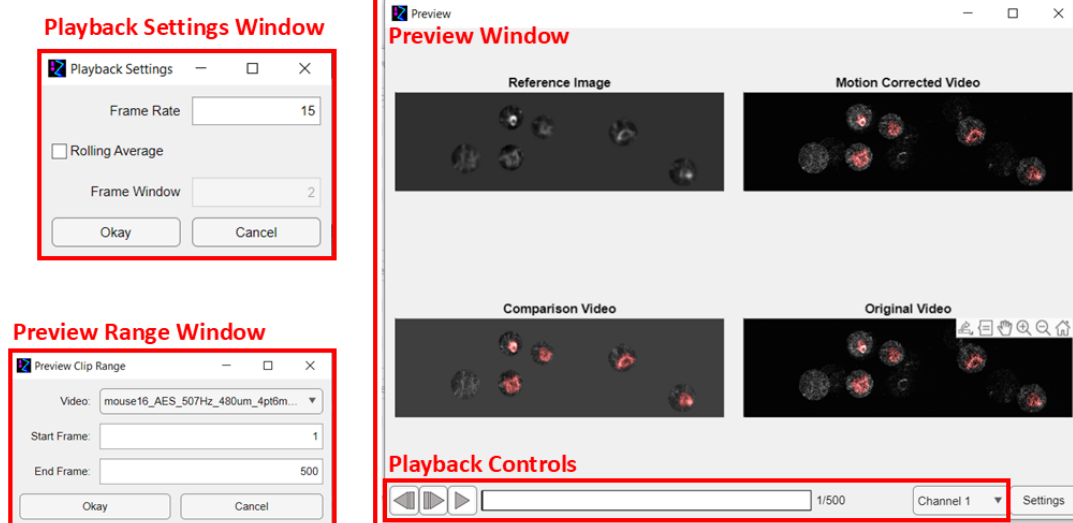 Playback Settings Window
Playback Settings
Frame Rate 15
Rolling Average
Frame Window 2
Okay Cancel
Preview Range Window
Preview Clip Range
Video: mouse16_AES_507Hz_480um_4pt6m...
Start Frame: 1
End Frame: 500
Okay Cancel
Preview
Preview Window
Reference Image Motion Corrected Video
Comparison Video Original Video
Playback Controls
1/500 Channel 1 Settings